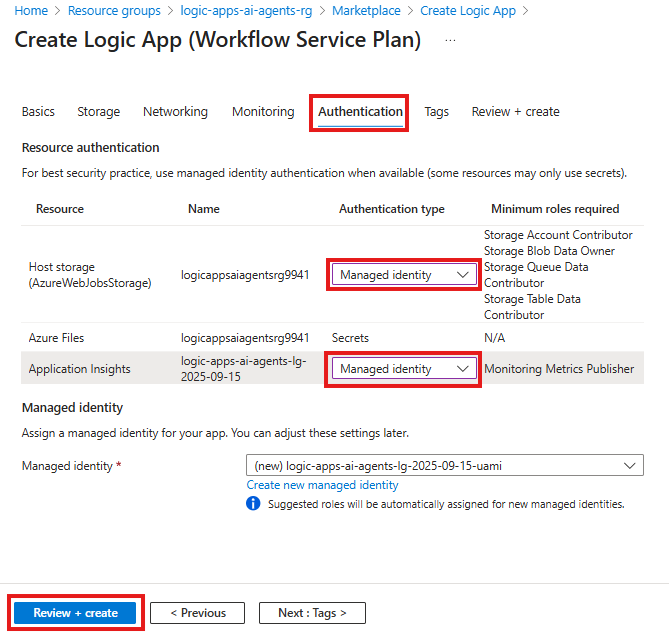 Home > Resource groups > logic-apps-ai-agents-rg > Marketplace > Create Logic App >
Create Logic App (Workflow Service Plan) ...
Basics Storage Networking Monitoring Authentication Tags Review + create
Resource authentication
For best security practice, use managed identity authentication when available (some resources may only use secrets).
Resource Name Authentication type Minimum roles required
Host storage
(AzureWebJobsStorage)
logicappsaiagentsrg9941
Managed identity
Storage Account Contributor
Storage Blob Data Owner
Storage Queue Data
Contributor
Storage Table Data
Contributor
Azure Files logicappsaiagentsrg9941 Secrets N/A
Application Insights
logic-apps-ai-agents-lg-
2025-09-15
Managed identity
Monitoring Metrics Publisher
Managed identity
Assign a managed identity for your app. You can adjust these settings later.
Managed identity * (new) logic-apps-ai-agents-lg-2025-09-15-uami
Create new managed identity
Suggested roles will be automatically assigned for new managed identities.
Review + create < Previous Next : Tags >